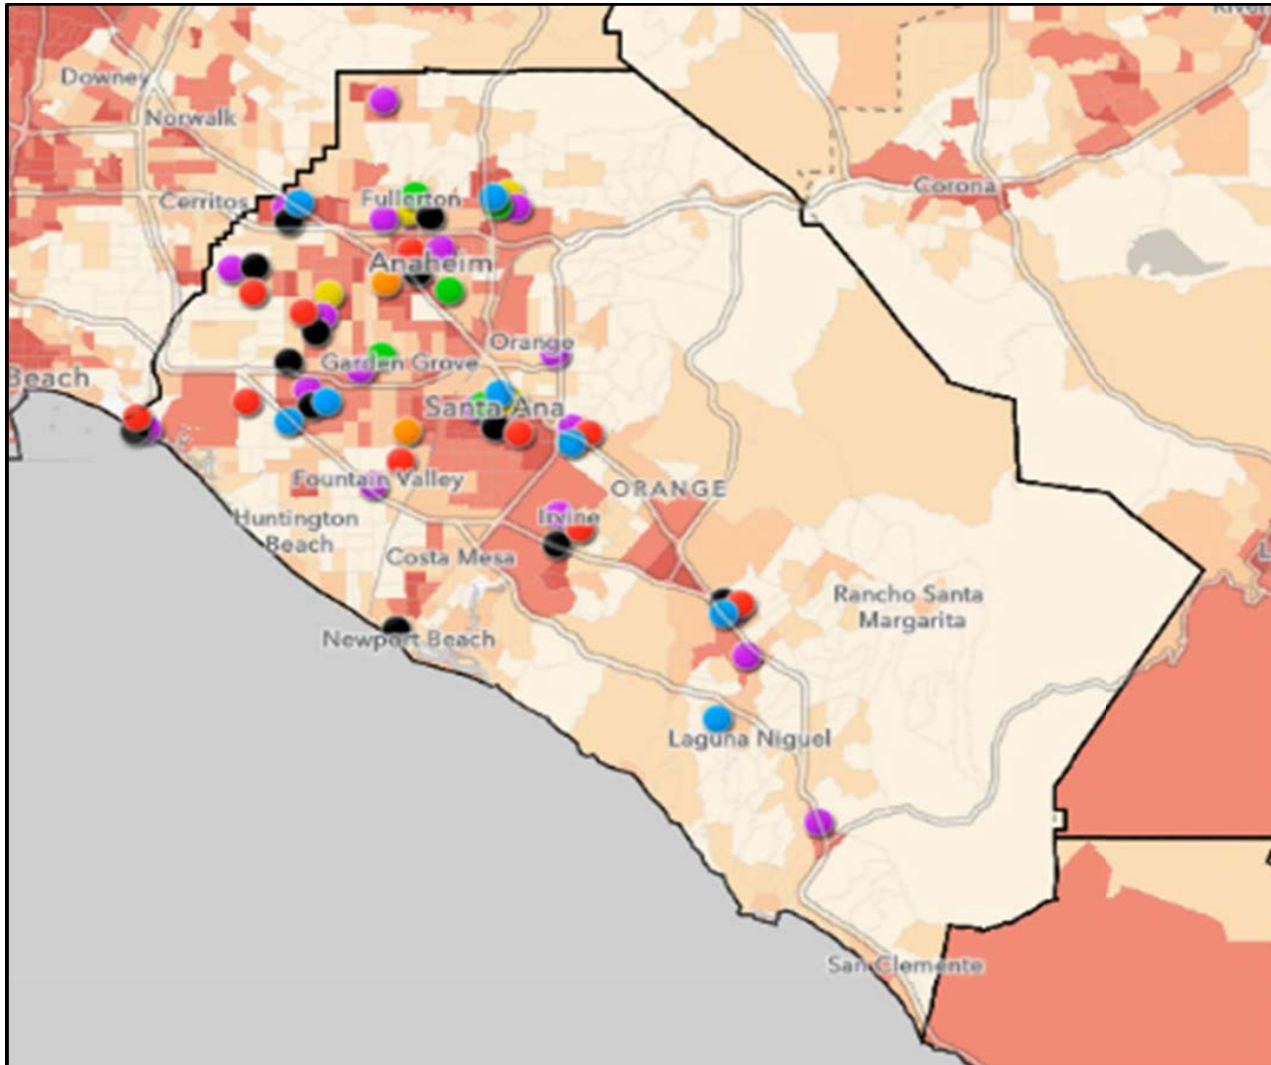 Downey
Norwalk
Cerritos
Fullerton
Corona
Anaheim
Orange
Garden Grove
Beach
Santa Ana
Fountain Valley
ORANGE
Huntington
Beach
Irvine
Costa Mesa
Rancho Santa
Margarita
Newport Beach
Laguna Niguel
San Clemente